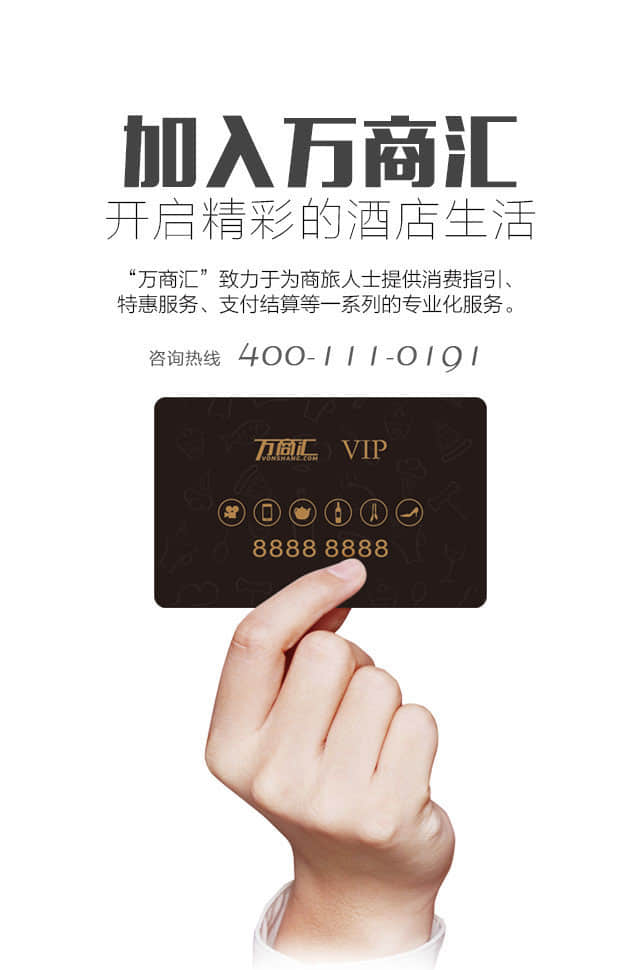 加入万商汇
开启精彩的酒店生活
“万商汇”致力于为商旅人士提供消费指引、
特惠服务、支付结算等一系列的专业化服务。
咨询热线 400-111-0191
万商汇 VIP
VONSHANG.COM
8888 8888